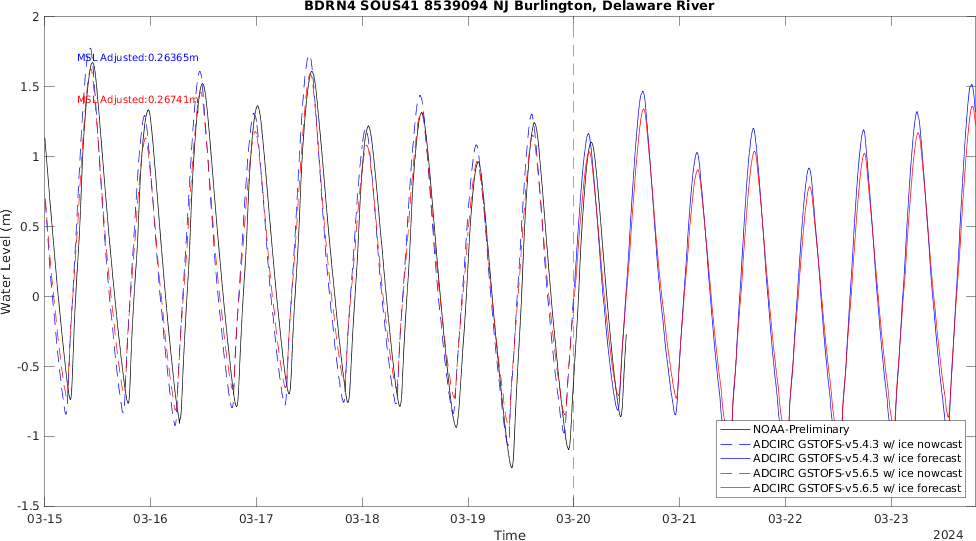 BDRN4 SOUS41 8539094 NJ Burlington, Delaware River
2
1.5
1
0.5
0
-0.5
-1
-1.5
Water Level (m)
MSL Adjusted:0.26365m
MSL Adjusted:0.26741m
NOAA-Preliminary
ADCIRC GSTOFS-v5.4.3 w/ ice nowcast
ADCIRC GSTOFS-v5.4.3 w/ ice forecast
ADCIRC GSTOFS-v5.6.5 w/ ice nowcast
ADCIRC GSTOFS-v5.6.5 w/ ice forecast
03-15 03-16 03-17 03-18 03-19 03-20 03-21 03-22 03-23
Time
2024